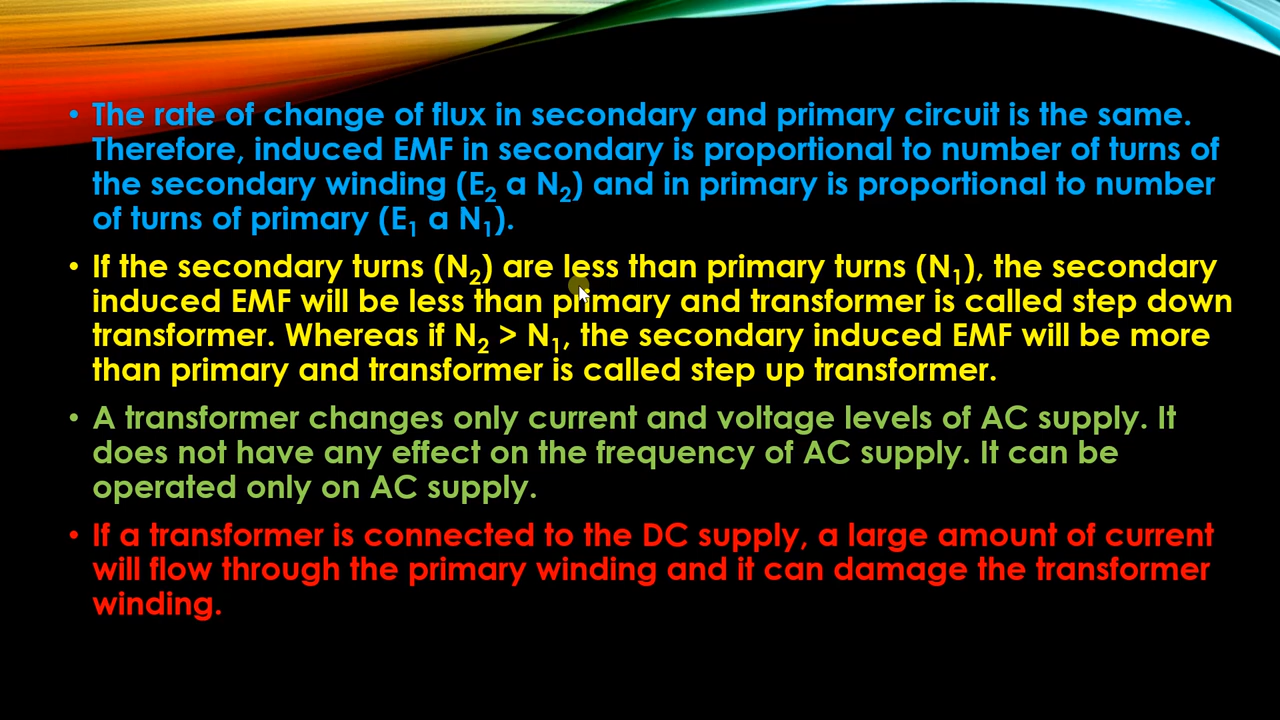 • The rate of change of flux in secondary and primary circuit is the same.
Therefore, induced EMF in secondary is proportional to number of turns of
the secondary winding (E₂ a N₂) and in primary is proportional to number
of turns of primary (E₁ a N₁).
• If the secondary turns (N₂) are less than primary turns (N₁), the secondary
induced EMF will be less than primary and transformer is called step down
transformer. Whereas if N₂ > N₁, the secondary induced EMF will be more
than primary and transformer is called step up transformer.
• A transformer changes only current and voltage levels of AC supply. It
does not have any effect on the frequency of AC supply. It can be
operated only on AC supply.
• If a transformer is connected to the DC supply, a large amount of current
will flow through the primary winding and it can damage the transformer
winding.